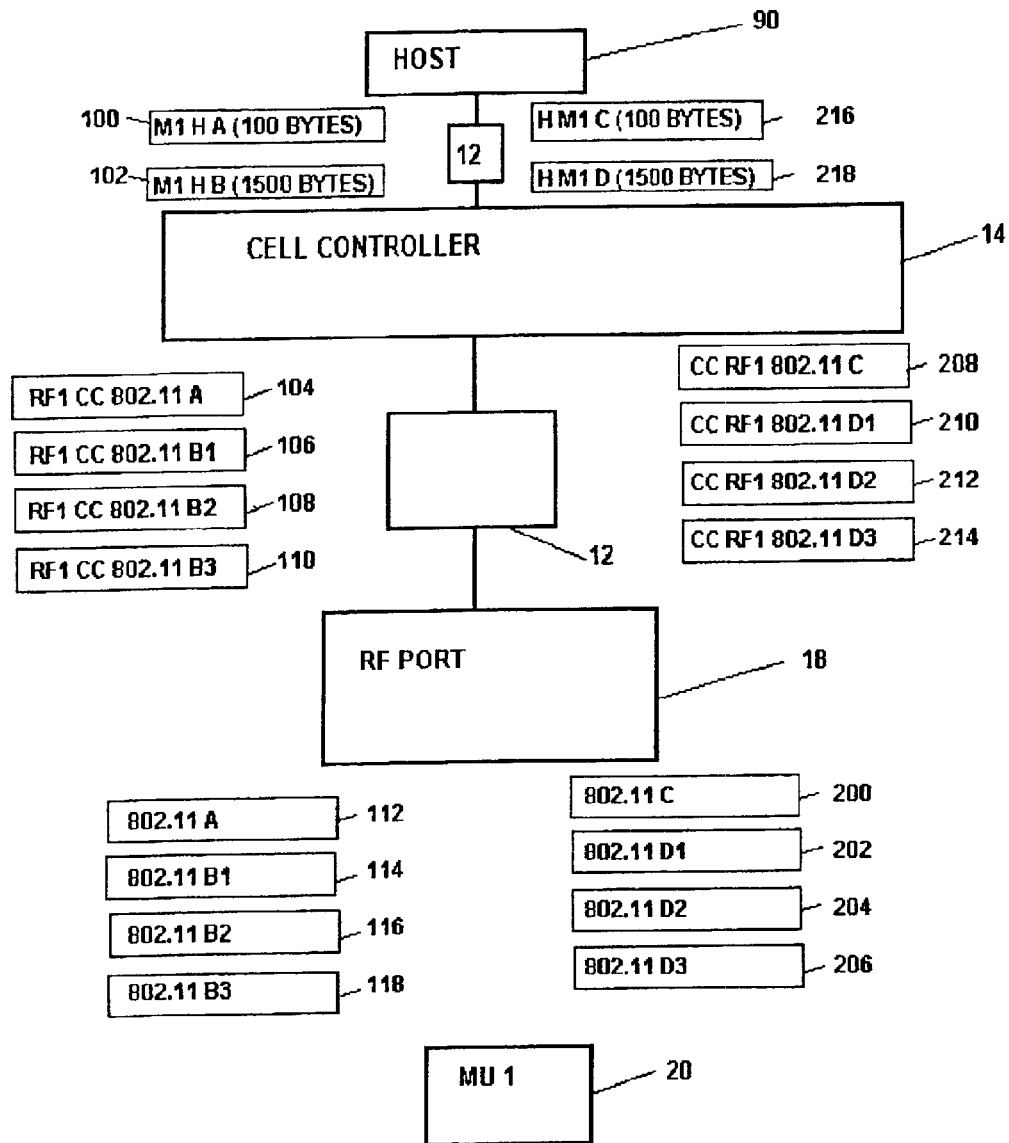 90
HOST
100
M1 H A (100 BYTES)
H M1 C (100 BYTES)
216
12
102
M1 H B (1500 BYTES)
H M1 D (1500 BYTES)
218
CELL CONTROLLER
14
RF1 CC 802.11 A
104
CC RF1 802.11 C
208
RF1 CC 802.11 B1
106
CC RF1 802.11 D1
210
RF1 CC 802.11 B2
108
CC RF1 802.11 D2
212
RF1 CC 802.11 B3
110
12
CC RF1 802.11 D3
214
RF PORT
18
802.11 A
112
802.11 C
200
802.11 B1
114
802.11 D1
202
802.11 B2
116
802.11 D2
204
802.11 B3
118
802.11 D3
206
MU 1
20